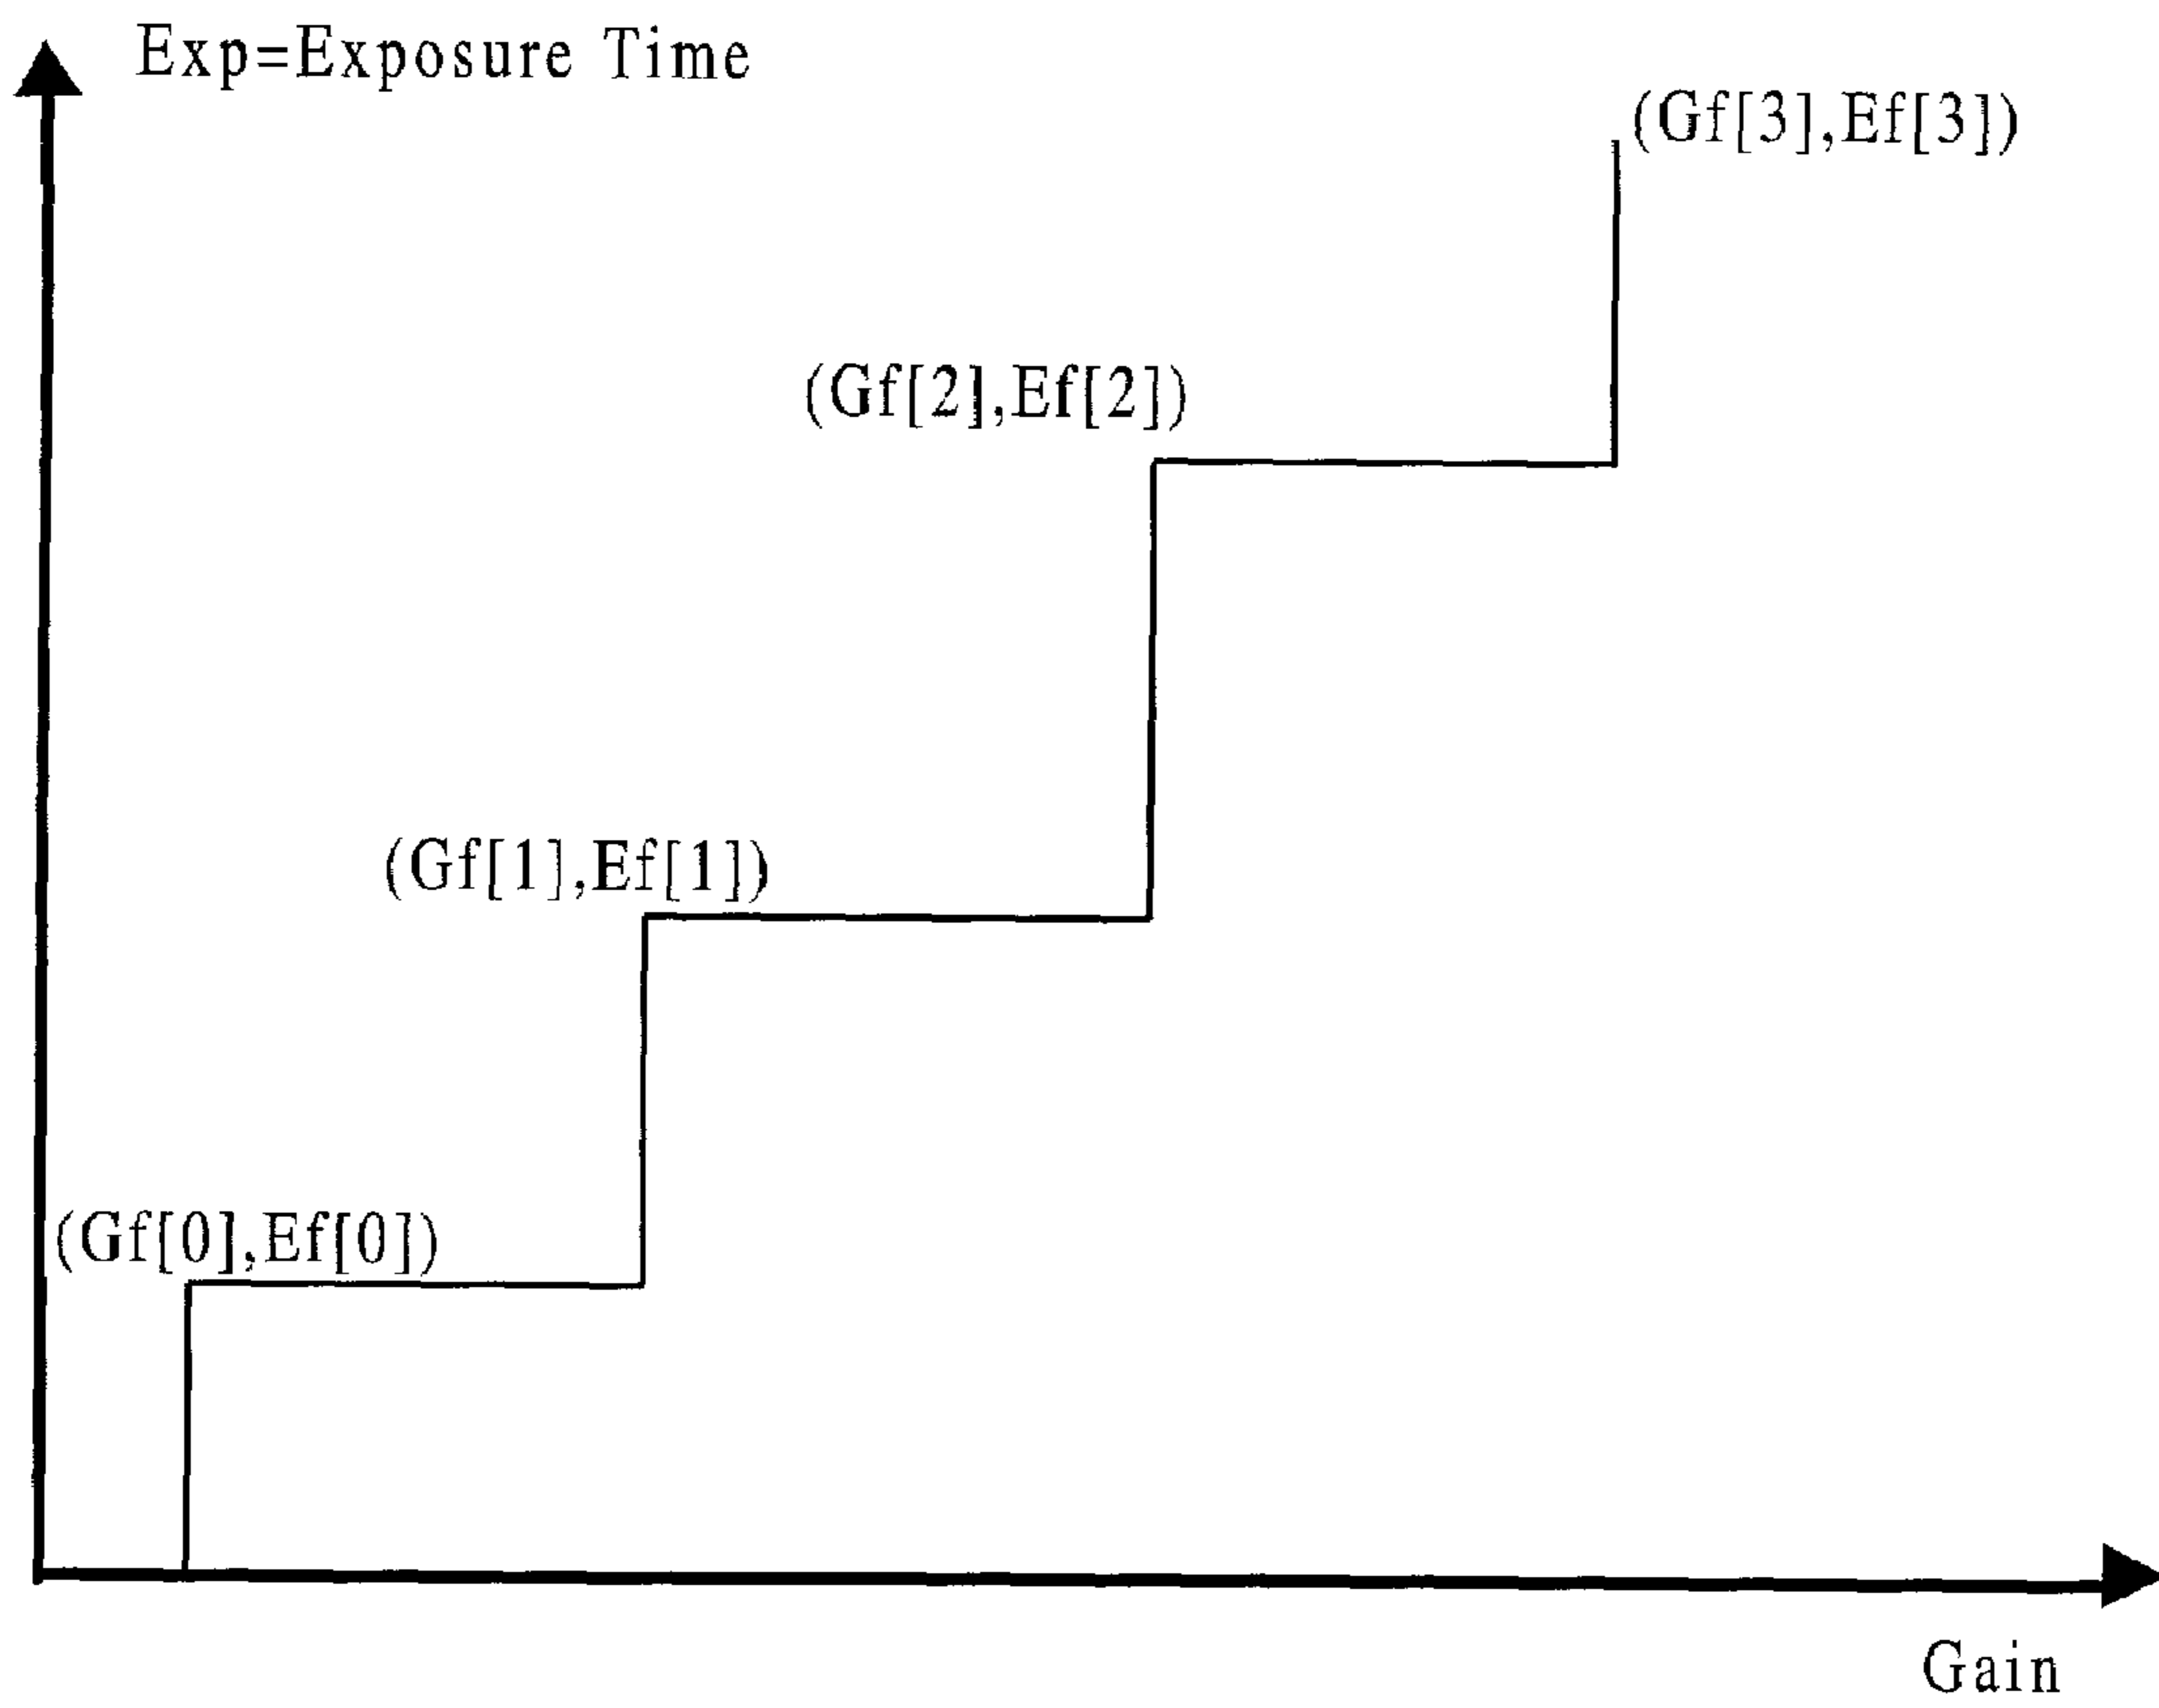 Exp=Exposure Time
(Gf[3],Ef[3])
(Gf[2],Ef[2])
(Gf[1],Ef[1])
(Gf[0],Ef[0])
Gain